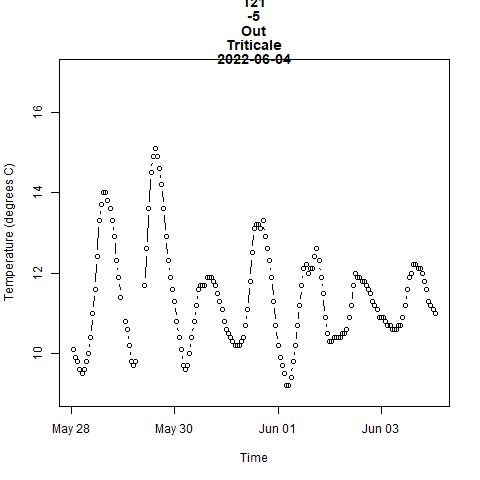 121
-5
Out
Triticale
2022-06-04
Temperature (degrees C)
16
14
12
10
May 28
May 30
Jun 01
Jun 03
Time